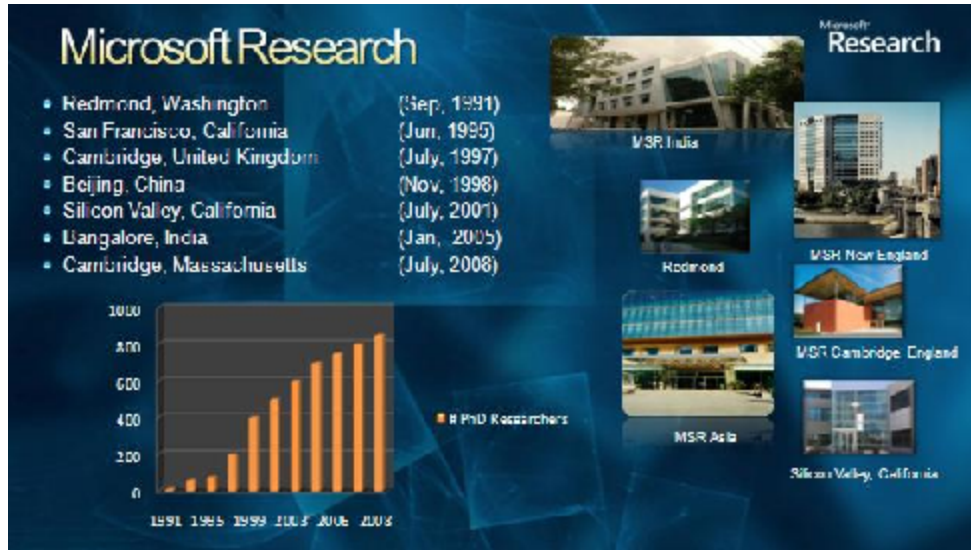 Microsoft Research
Microsoft
Research
Redmond, Washington (Sep, 1991)
San Francisco, California (Jun, 1995)
Cambridge, United Kingdom (July, 1997)
Beijing, China (Nov, 1998)
Silicon Valley, California (July, 2001)
Bangalore, India (Jan, 2005)
Cambridge, Massachusetts (July, 2008)
MSR India
MSR New England
Redmond
MSR Cambridge, England
MSR Asia
Silicon Valley, California
1000
800
600
400
200
0
1991 1995 1999 2003 2006 2008
# PhD Researchers